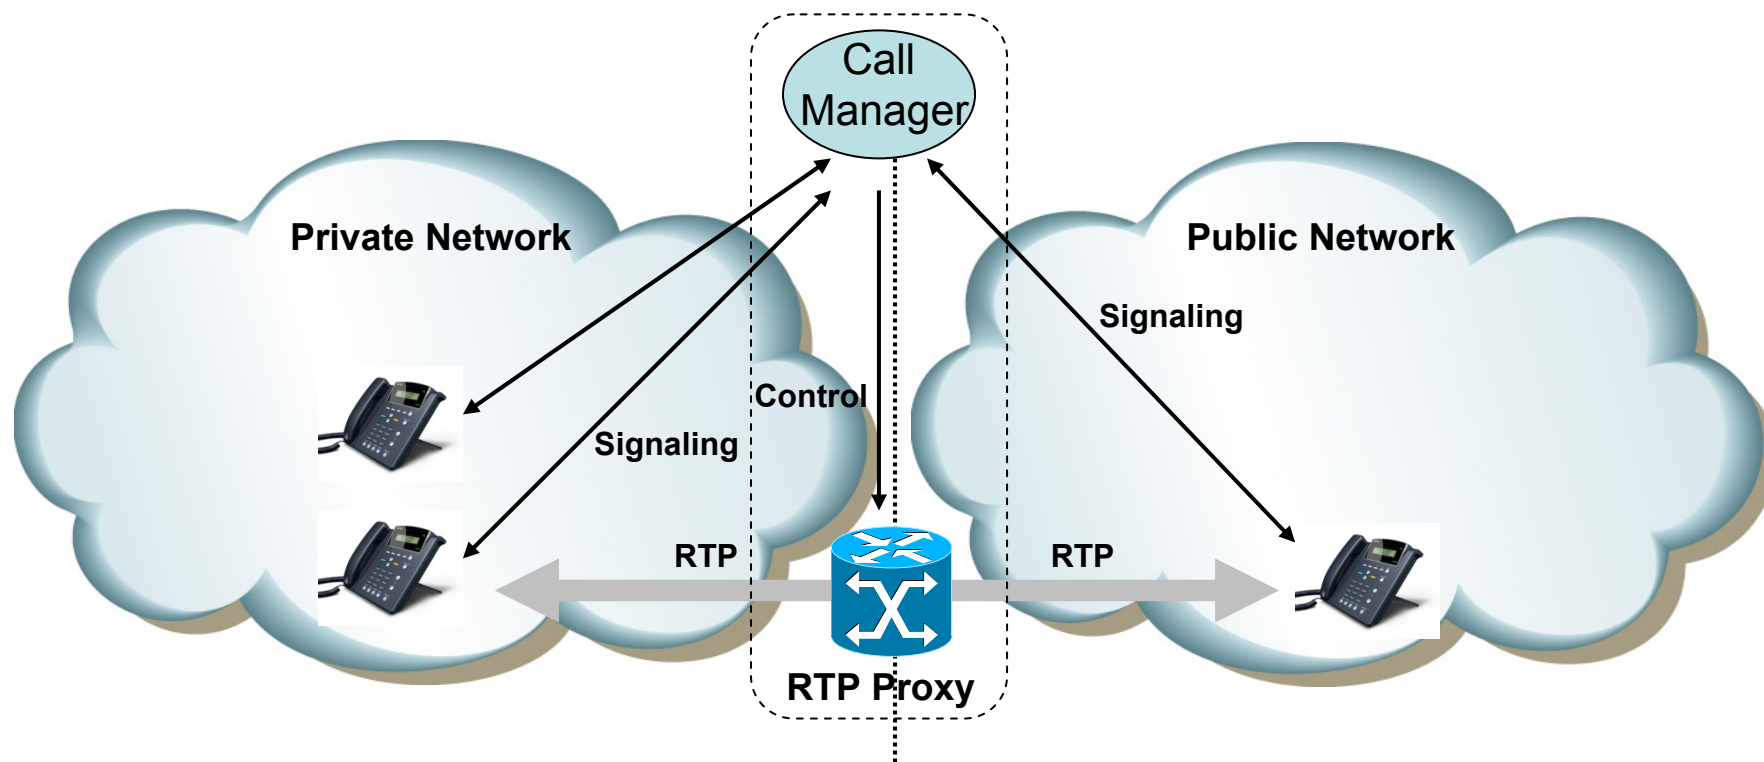 Call
Manager
Private Network
Public Network
Signaling
Control
Signaling
RTP
RTP
RTP Proxy